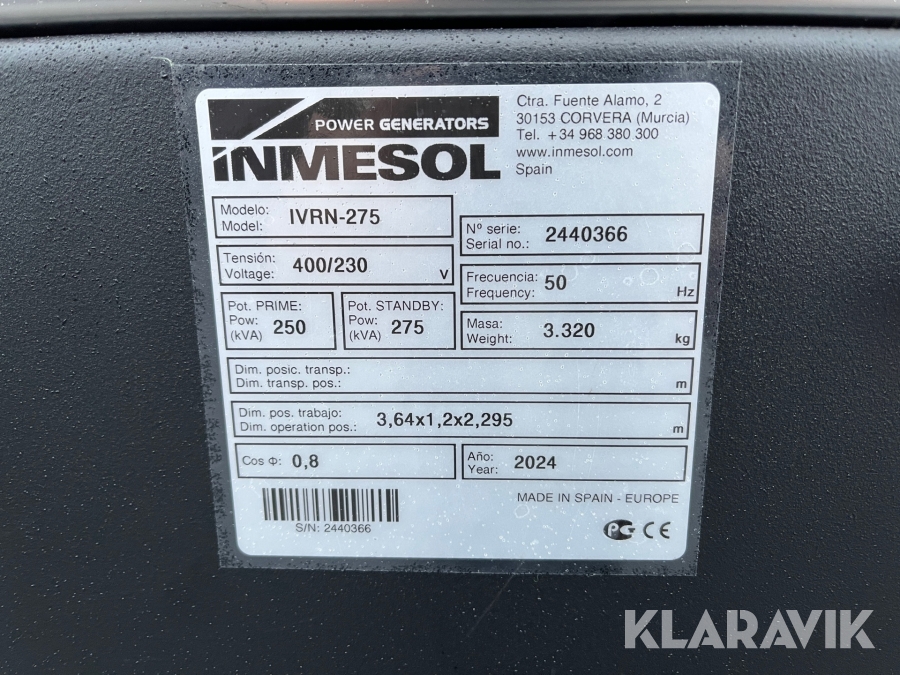 POWER GENERATORS
INMESOL
Ctra. Fuente Alamo, 2
30153 CORVERA (Murcia)
Tel. +34 968 380 300
www.inmesol.com
Spain
Modelo:
Model:
IVRN-275
Nº serie:
Serial no.:
2440366
Tensión:
Voltage:
400/230
V
Frecuencia:
Frequency:
50
Hz
Pot. PRIME:
Pow:
(kVA)
250
Pot. STANDBY:
Pow:
(kVA)
275
Masa:
Weight:
3.320
kg
Dim. posic. transp.:
Dim. transp. pos.:
m
Dim. pos. trabajo:
Dim. operation pos.:
3,64x1,2x2,295
m
Cos Φ: 0,8
Año:
Year:
2024
S/N: 2440366
MADE IN SPAIN - EUROPE
PG CE
KLARAVIK